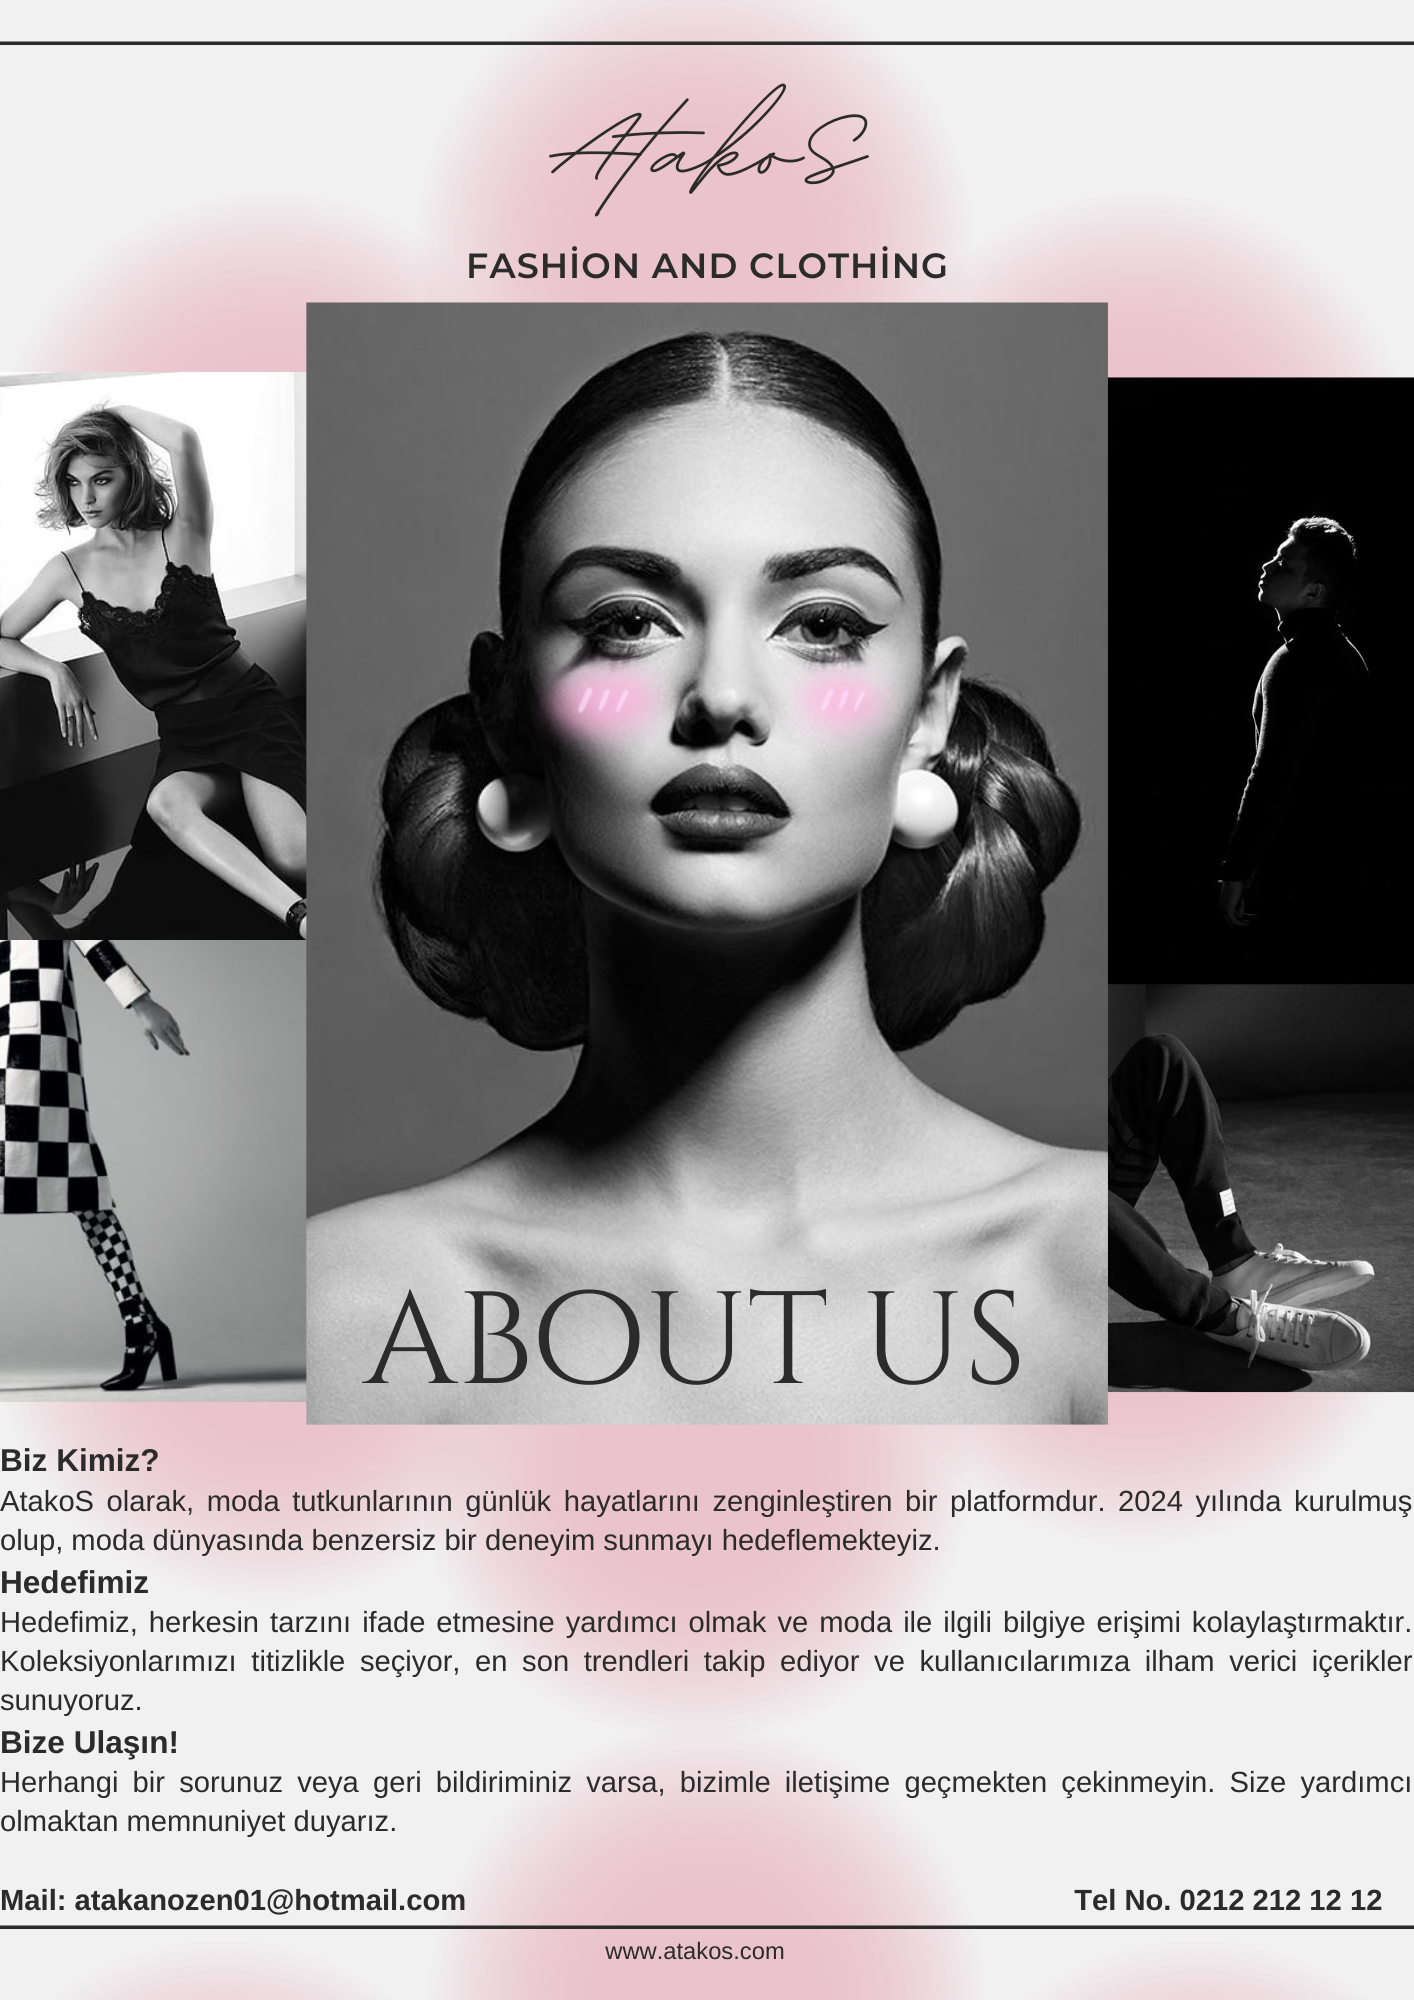 AtakoS
FASHİON AND CLOTHİNG
ABOUT US
Biz Kimiz?
AtakoS olarak, moda tutkunlarının günlük hayatlarını zenginleştiren bir platformdur. 2024 yılında kurulmuş
olup, moda dünyasında benzersiz bir deneyim sunmayı hedeflemekteyiz.
Hedefimiz
Hedefimiz, herkesin tarzını ifade etmesine yardımcı olmak ve moda ile ilgili bilgiye erişimi kolaylaştırmaktır.
Koleksiyonlarımızı titizlikle seçiyor, en son trendleri takip ediyor ve kullanıcılarımıza ilham verici içerikler
sunuyoruz.
Bize Ulaşın!
Herhangi bir sorunuz veya geri bildiriminiz varsa, bizimle iletişime geçmekten çekinmeyin. Size yardımcı
olmaktan memnuniyet duyarız.
Mail: atakanozen01@hotmail.com
Tel No. 0212 212 12 12
www.atakos.com